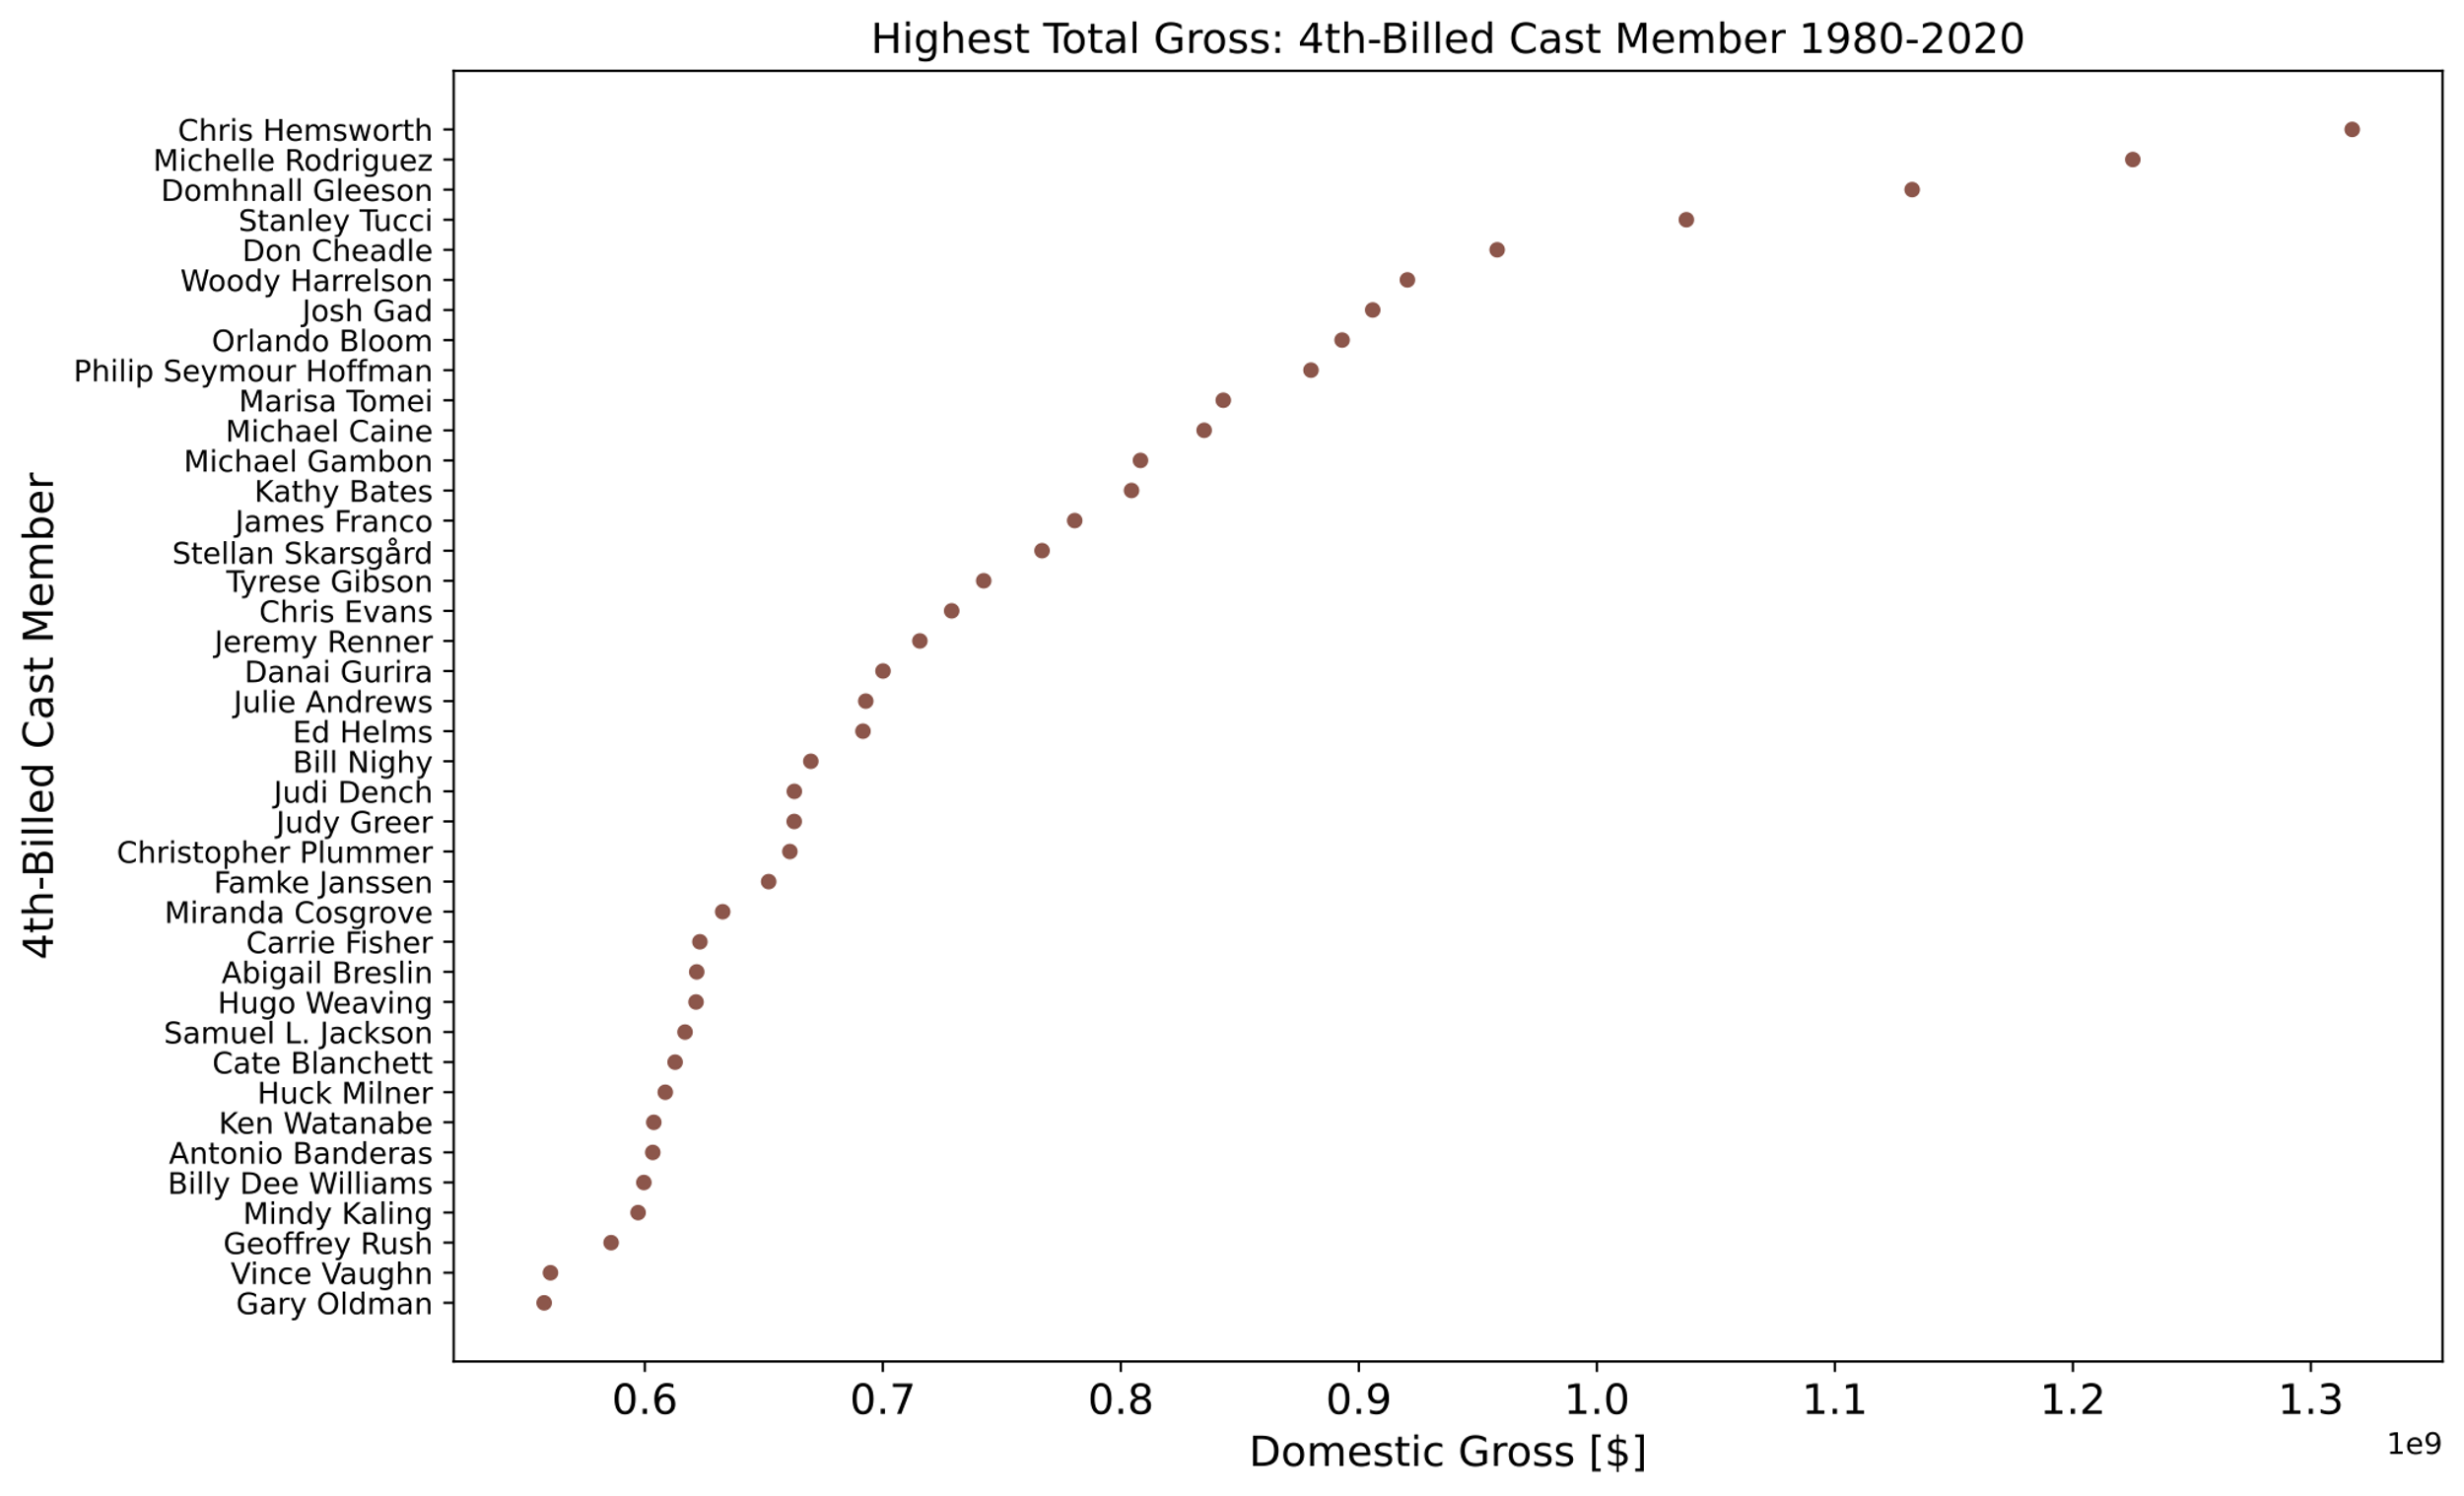 Highest Total Gross: 4th-Billed Cast Member 1980-2020
4th-Billed Cast Member
Chris Hemsworth
Michelle Rodriguez
Domhnall Gleeson
Stanley Tucci
Don Cheadle
Woody Harrelson
Josh Gad
Orlando Bloom
Philip Seymour Hoffman
Marisa Tomei
Michael Caine
Michael Gambon
Kathy Bates
James Franco
Stellan Skarsgård
Tyrese Gibson
Chris Evans
Jeremy Renner
Danai Gurira
Julie Andrews
Ed Helms
Bill Nighy
Judi Dench
Judy Greer
Christopher Plummer
Famke Janssen
Miranda Cosgrove
Carrie Fisher
Abigail Breslin
Hugo Weaving
Samuel L. Jackson
Cate Blanchett
Huck Milner
Ken Watanabe
Antonio Banderas
Billy Dee Williams
Mindy Kaling
Geoffrey Rush
Vince Vaughn
Gary Oldman
0.6 0.7 0.8 0.9 1.0 1.1 1.2 1.3
Domestic Gross [$]
1e9